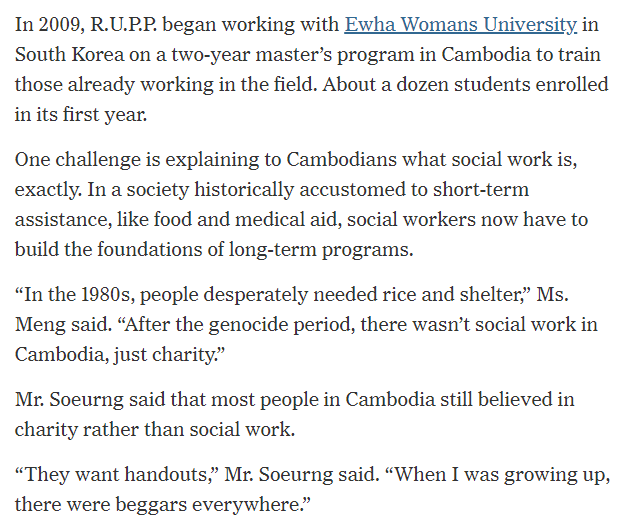 In 2009, R.U.P.P. began working with Ewha Womans University in
South Korea on a two-year master’s program in Cambodia to train
those already working in the field. About a dozen students enrolled
in its first year.
One challenge is explaining to Cambodians what social work is,
exactly. In a society historically accustomed to short-term
assistance, like food and medical aid, social workers now have to
build the foundations of long-term programs.
“In the 1980s, people desperately needed rice and shelter,” Ms.
Meng said. “After the genocide period, there wasn’t social work in
Cambodia, just charity.”
Mr. Soeurng said that most people in Cambodia still believed in
charity rather than social work.
“They want handouts,” Mr. Soeurng said. “When I was growing up,
there were beggars everywhere.”